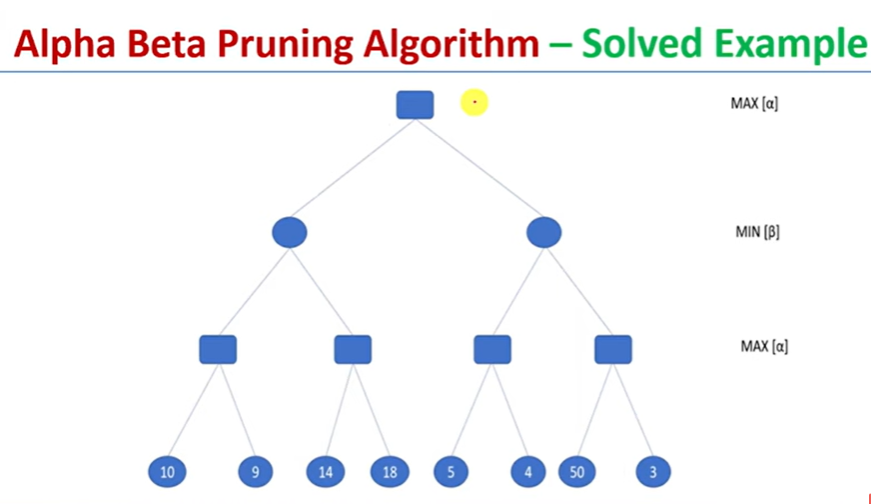 Alpha Beta Pruning Algorithm – Solved Example
MAX [α]
MIN [β]
MAX [α]
10 9 14 18 5 4 50 3